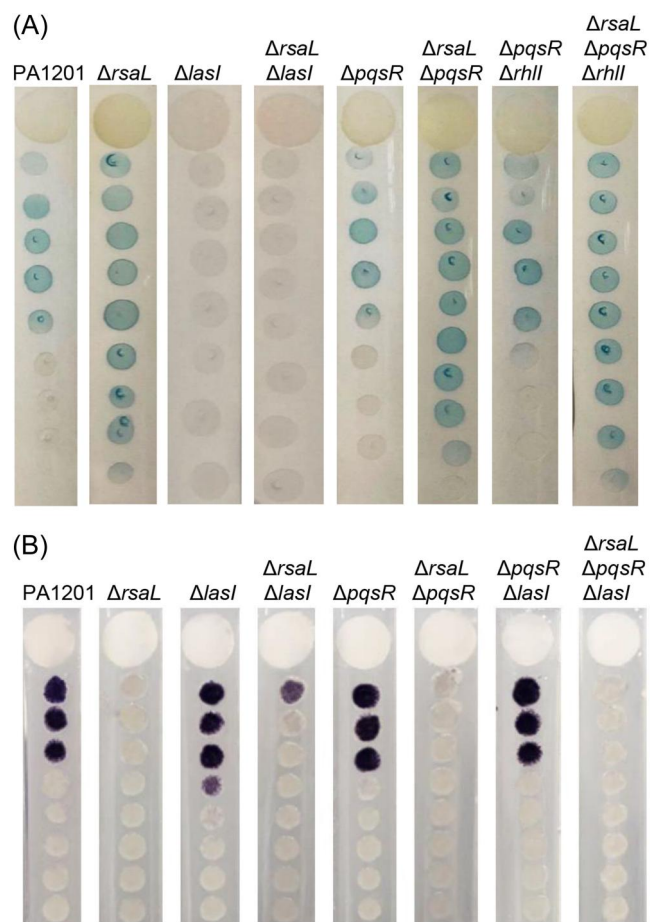 (A)
PA1201 ΔrsaL ΔlasI ΔrsaL ΔpqsR ΔrsaL ΔpqsR ΔrsaL
ΔlasI ΔpqsR ΔrhlI ΔpqsR
ΔrhlI
(B)
PA1201 ΔrsaL ΔlasI ΔrsaL ΔpqsR ΔrsaL ΔpqsR ΔrsaL
ΔlasI ΔpqsR ΔlasI ΔpqsR
ΔlasI